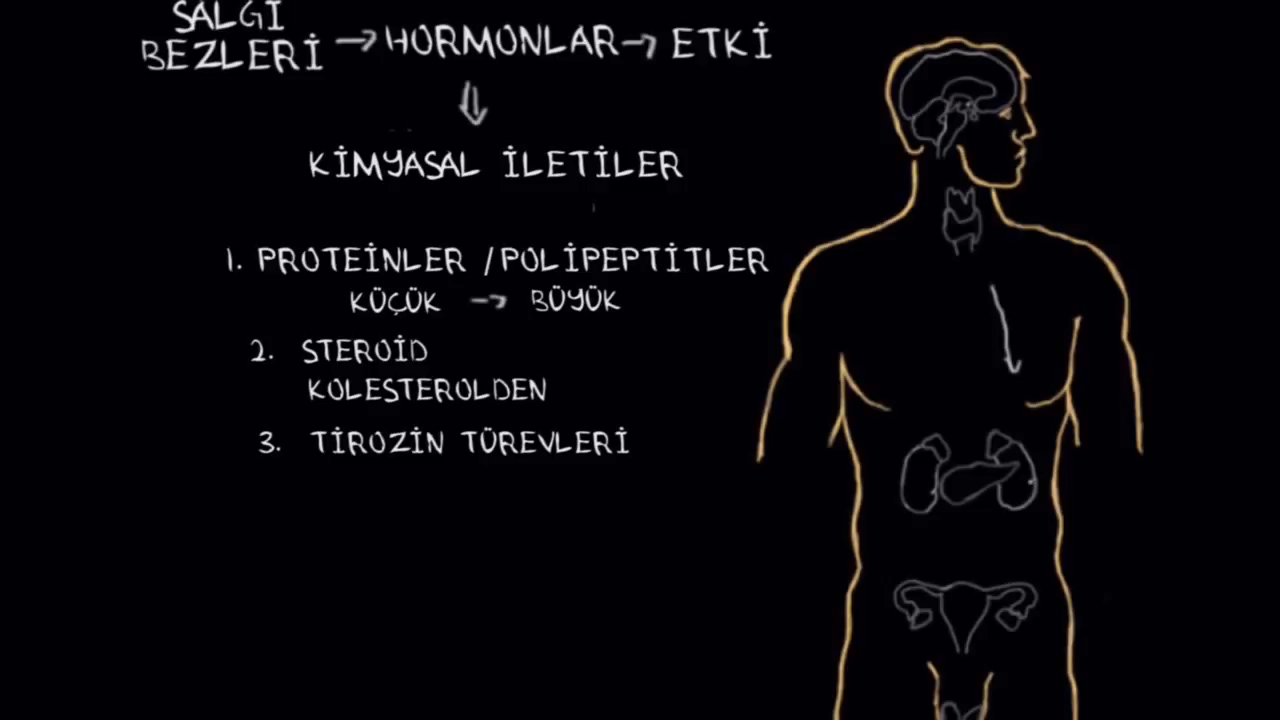 SALGI
BEZLERİ → HORMONLAR → ETKİ
KİMYASAL İLETİLER
1. PROTEİNLER / POLİPEPTİTLER
KÜÇÜK → BÜYÜK
2. STEROİD
KOLESTEROLDEN
3. TİROZİN TÜREVLERİ